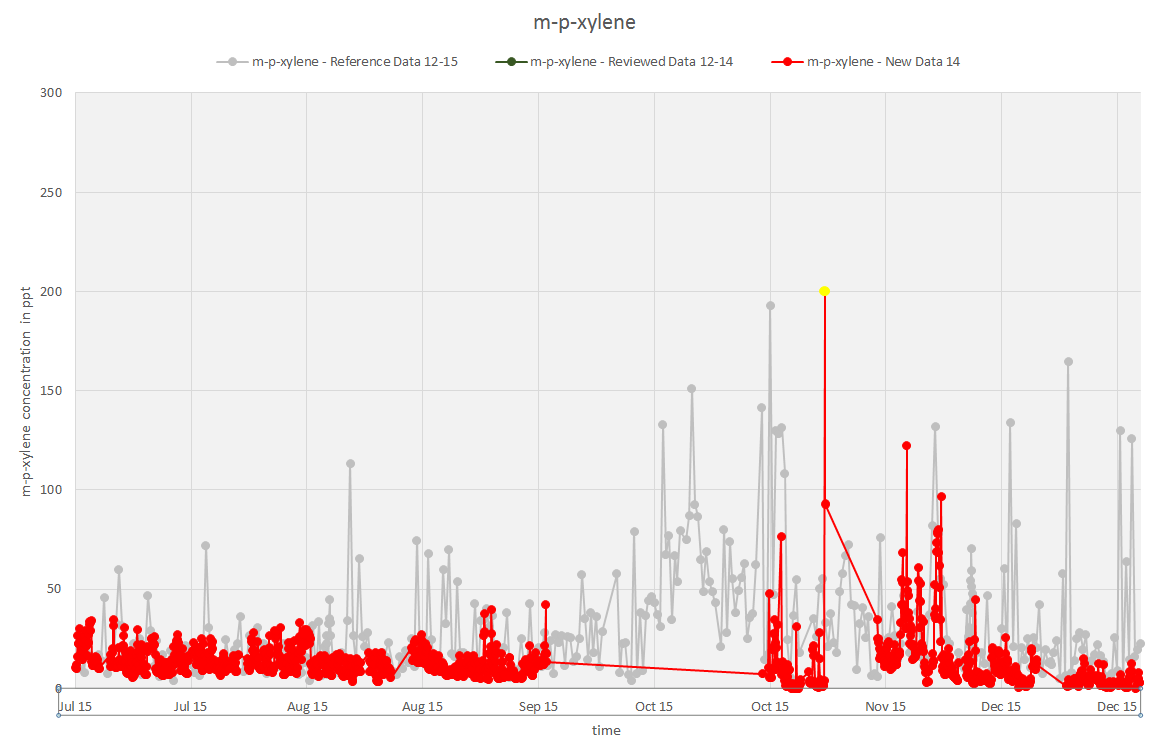 m-p-xylene
m-p-xylene - Reference Data 12-15 m-p-xylene - Reviewed Data 12-14 m-p-xylene - New Data 14
300
250
200
150
100
50
0
m-p-xylene concentration in ppt
Jul 15 Jul 15 Aug 15 Aug 15 Sep 15 Oct 15 Oct 15 Nov 15 Dec 15 Dec 15
time